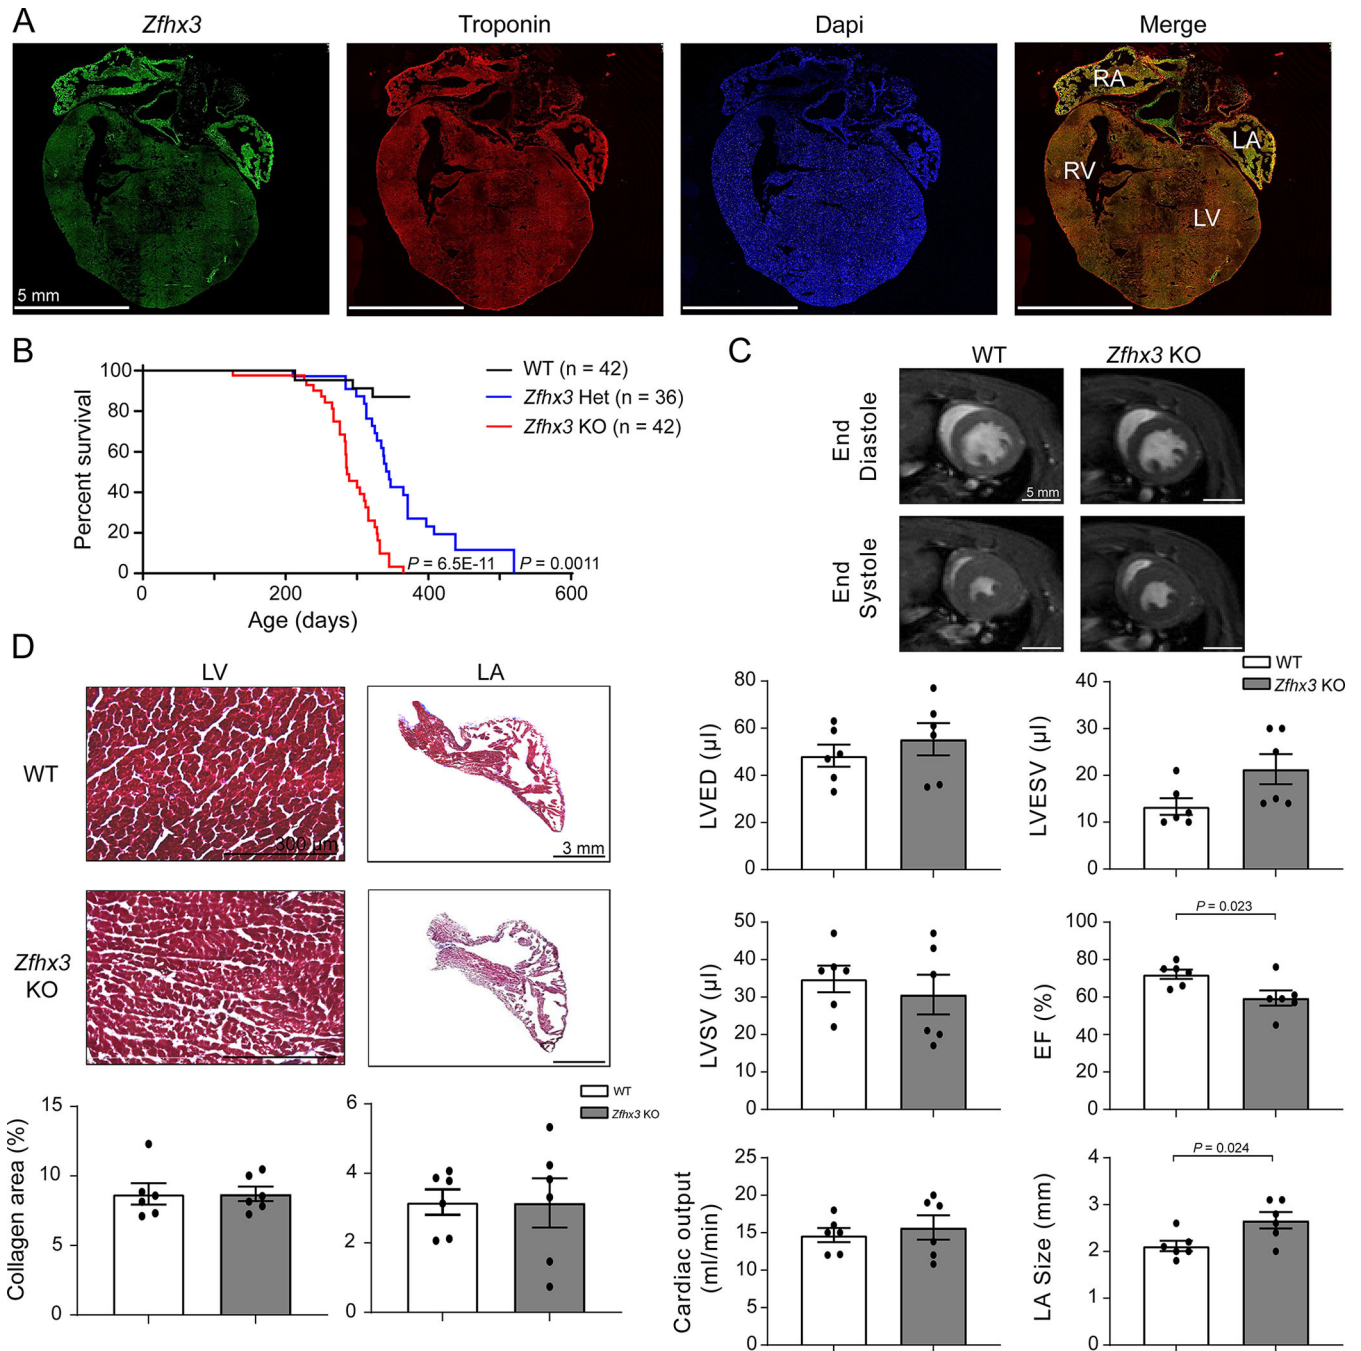 A
Zfhx3
Troponin
Dapi
Merge
5 mm
RA
LA
RV
LV
B
Percent survival
100
80
60
40
20
0
0
200
400
600
Age (days)
WT (n = 42)
Zfhx3 Het (n = 36)
Zfhx3 KO (n = 42)
P = 6.5E-11
P = 0.0011
C
WT
Zfhx3 KO
End
Diastole
5 mm
End
Systole
WT
Zfhx3 KO
LVED (µl)
80
60
40
20
0
LVESV (µl)
40
30
20
10
0
LVSV (µl)
50
40
30
20
10
0
EF (%)
100
80
60
40
20
0
P = 0.023
Cardiac output
(ml/min)
25
20
15
10
5
0
LA Size (mm)
4
3
2
1
0
P = 0.024
D
LV
LA
WT
300 µm
3 mm
Zfhx3
KO
Collagen area (%)
15
10
5
0
6
4
2
0
WT
Zfhx3 KO